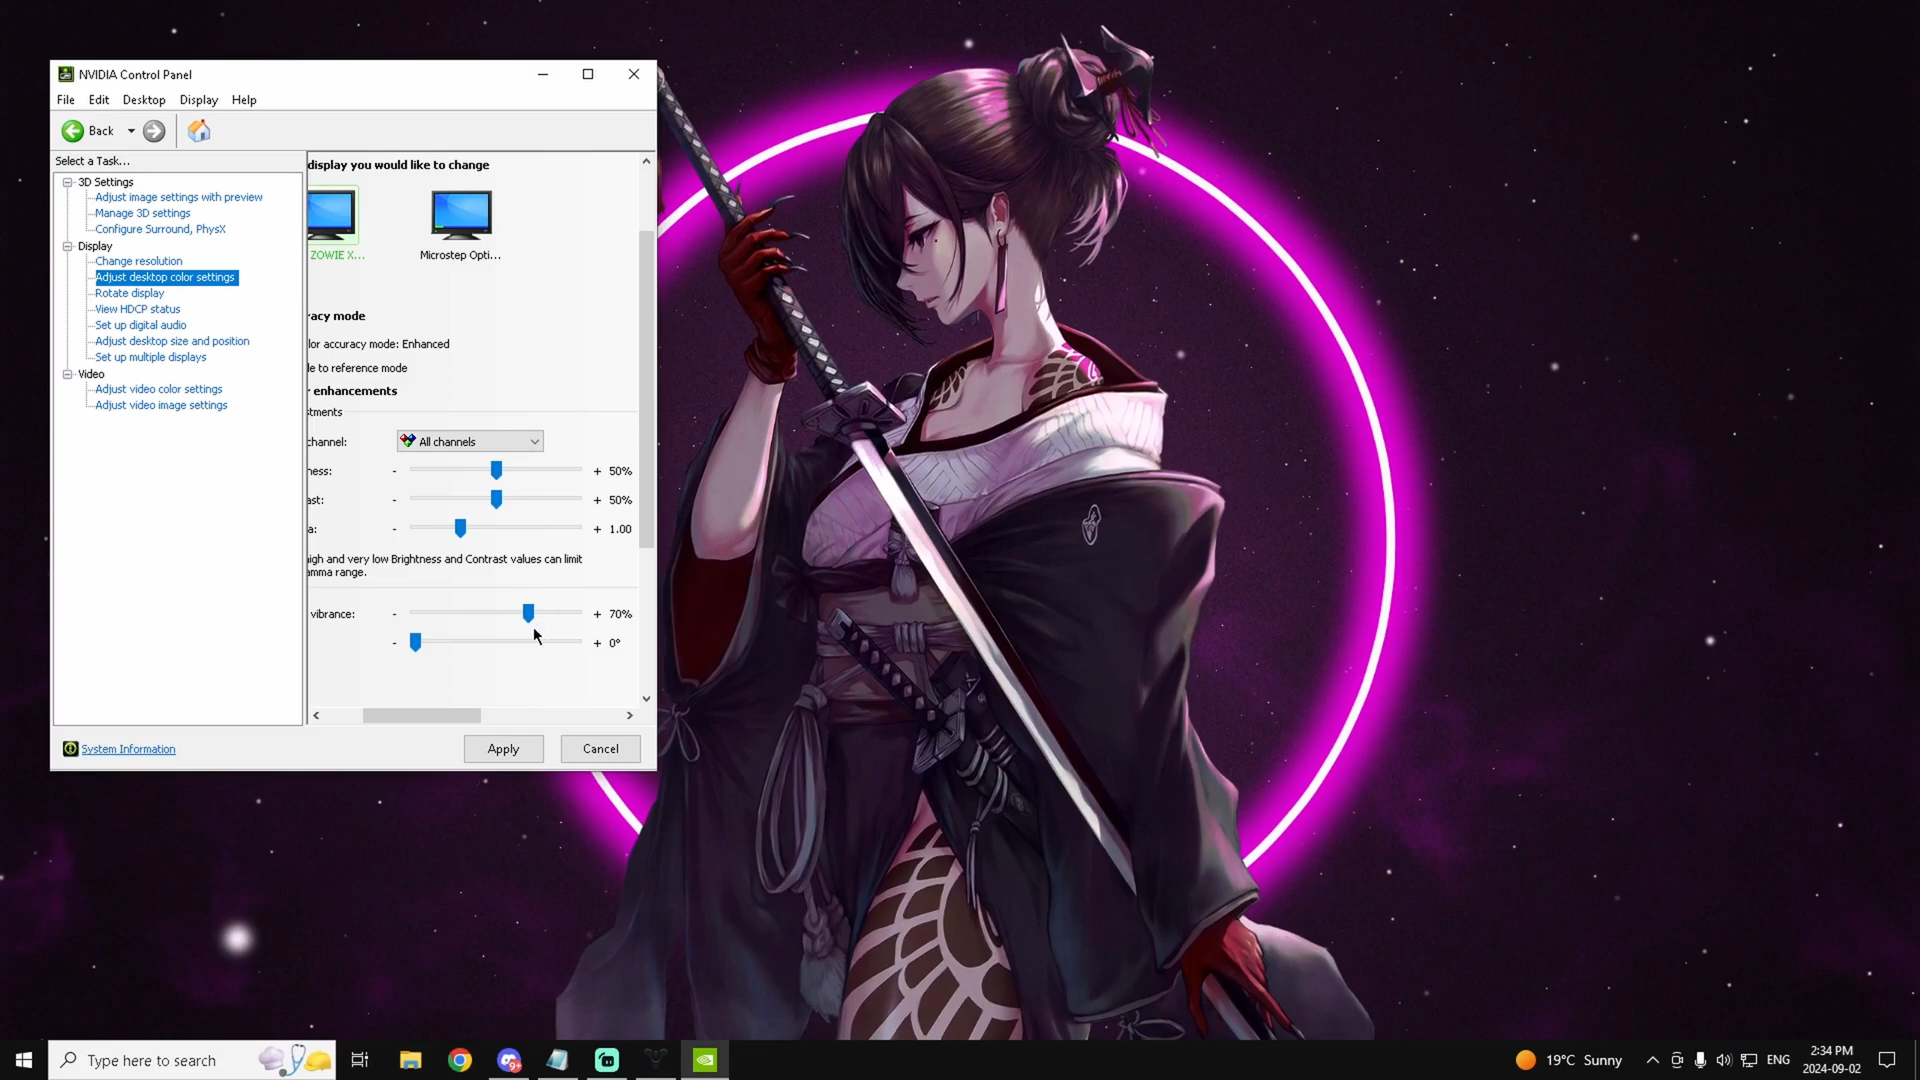 NVIDIA Control Panel
File Edit Desktop Display Help
Back
Select a Task...
3D Settings
Adjust image settings with preview
Manage 3D settings
Configure Surround, PhysX
Display
Change resolution
Adjust desktop color settings
Rotate display
View HDCP status
Set up digital audio
Adjust desktop size and position
Set up multiple displays
Video
Adjust video color settings
Adjust video image settings
display you would like to change
ZOWIE X... Microstep Opti...
racy mode
lor accuracy mode: Enhanced
le to reference mode
r enhancements
stments
channel: All channels
ness: - + 50%
ast: - + 50%
a: - + 1.00
igh and very low Brightness and Contrast values can limit
amma range.
vibrance: - + 70%
- + 0°
System Information
Apply Cancel
Type here to search
9+
19°C Sunny
ENG
2:34 PM
2024-09-02